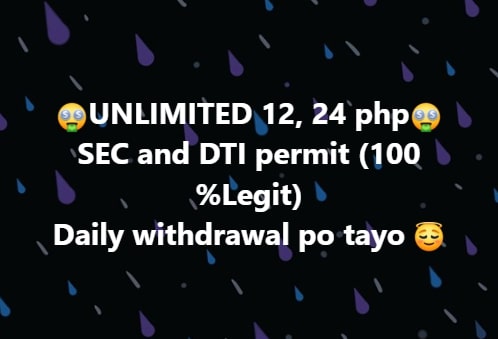 🤑UNLIMITED 12, 24 php🤑
SEC and DTI permit (100
%Legit)
Daily withdrawal po tayo 😇